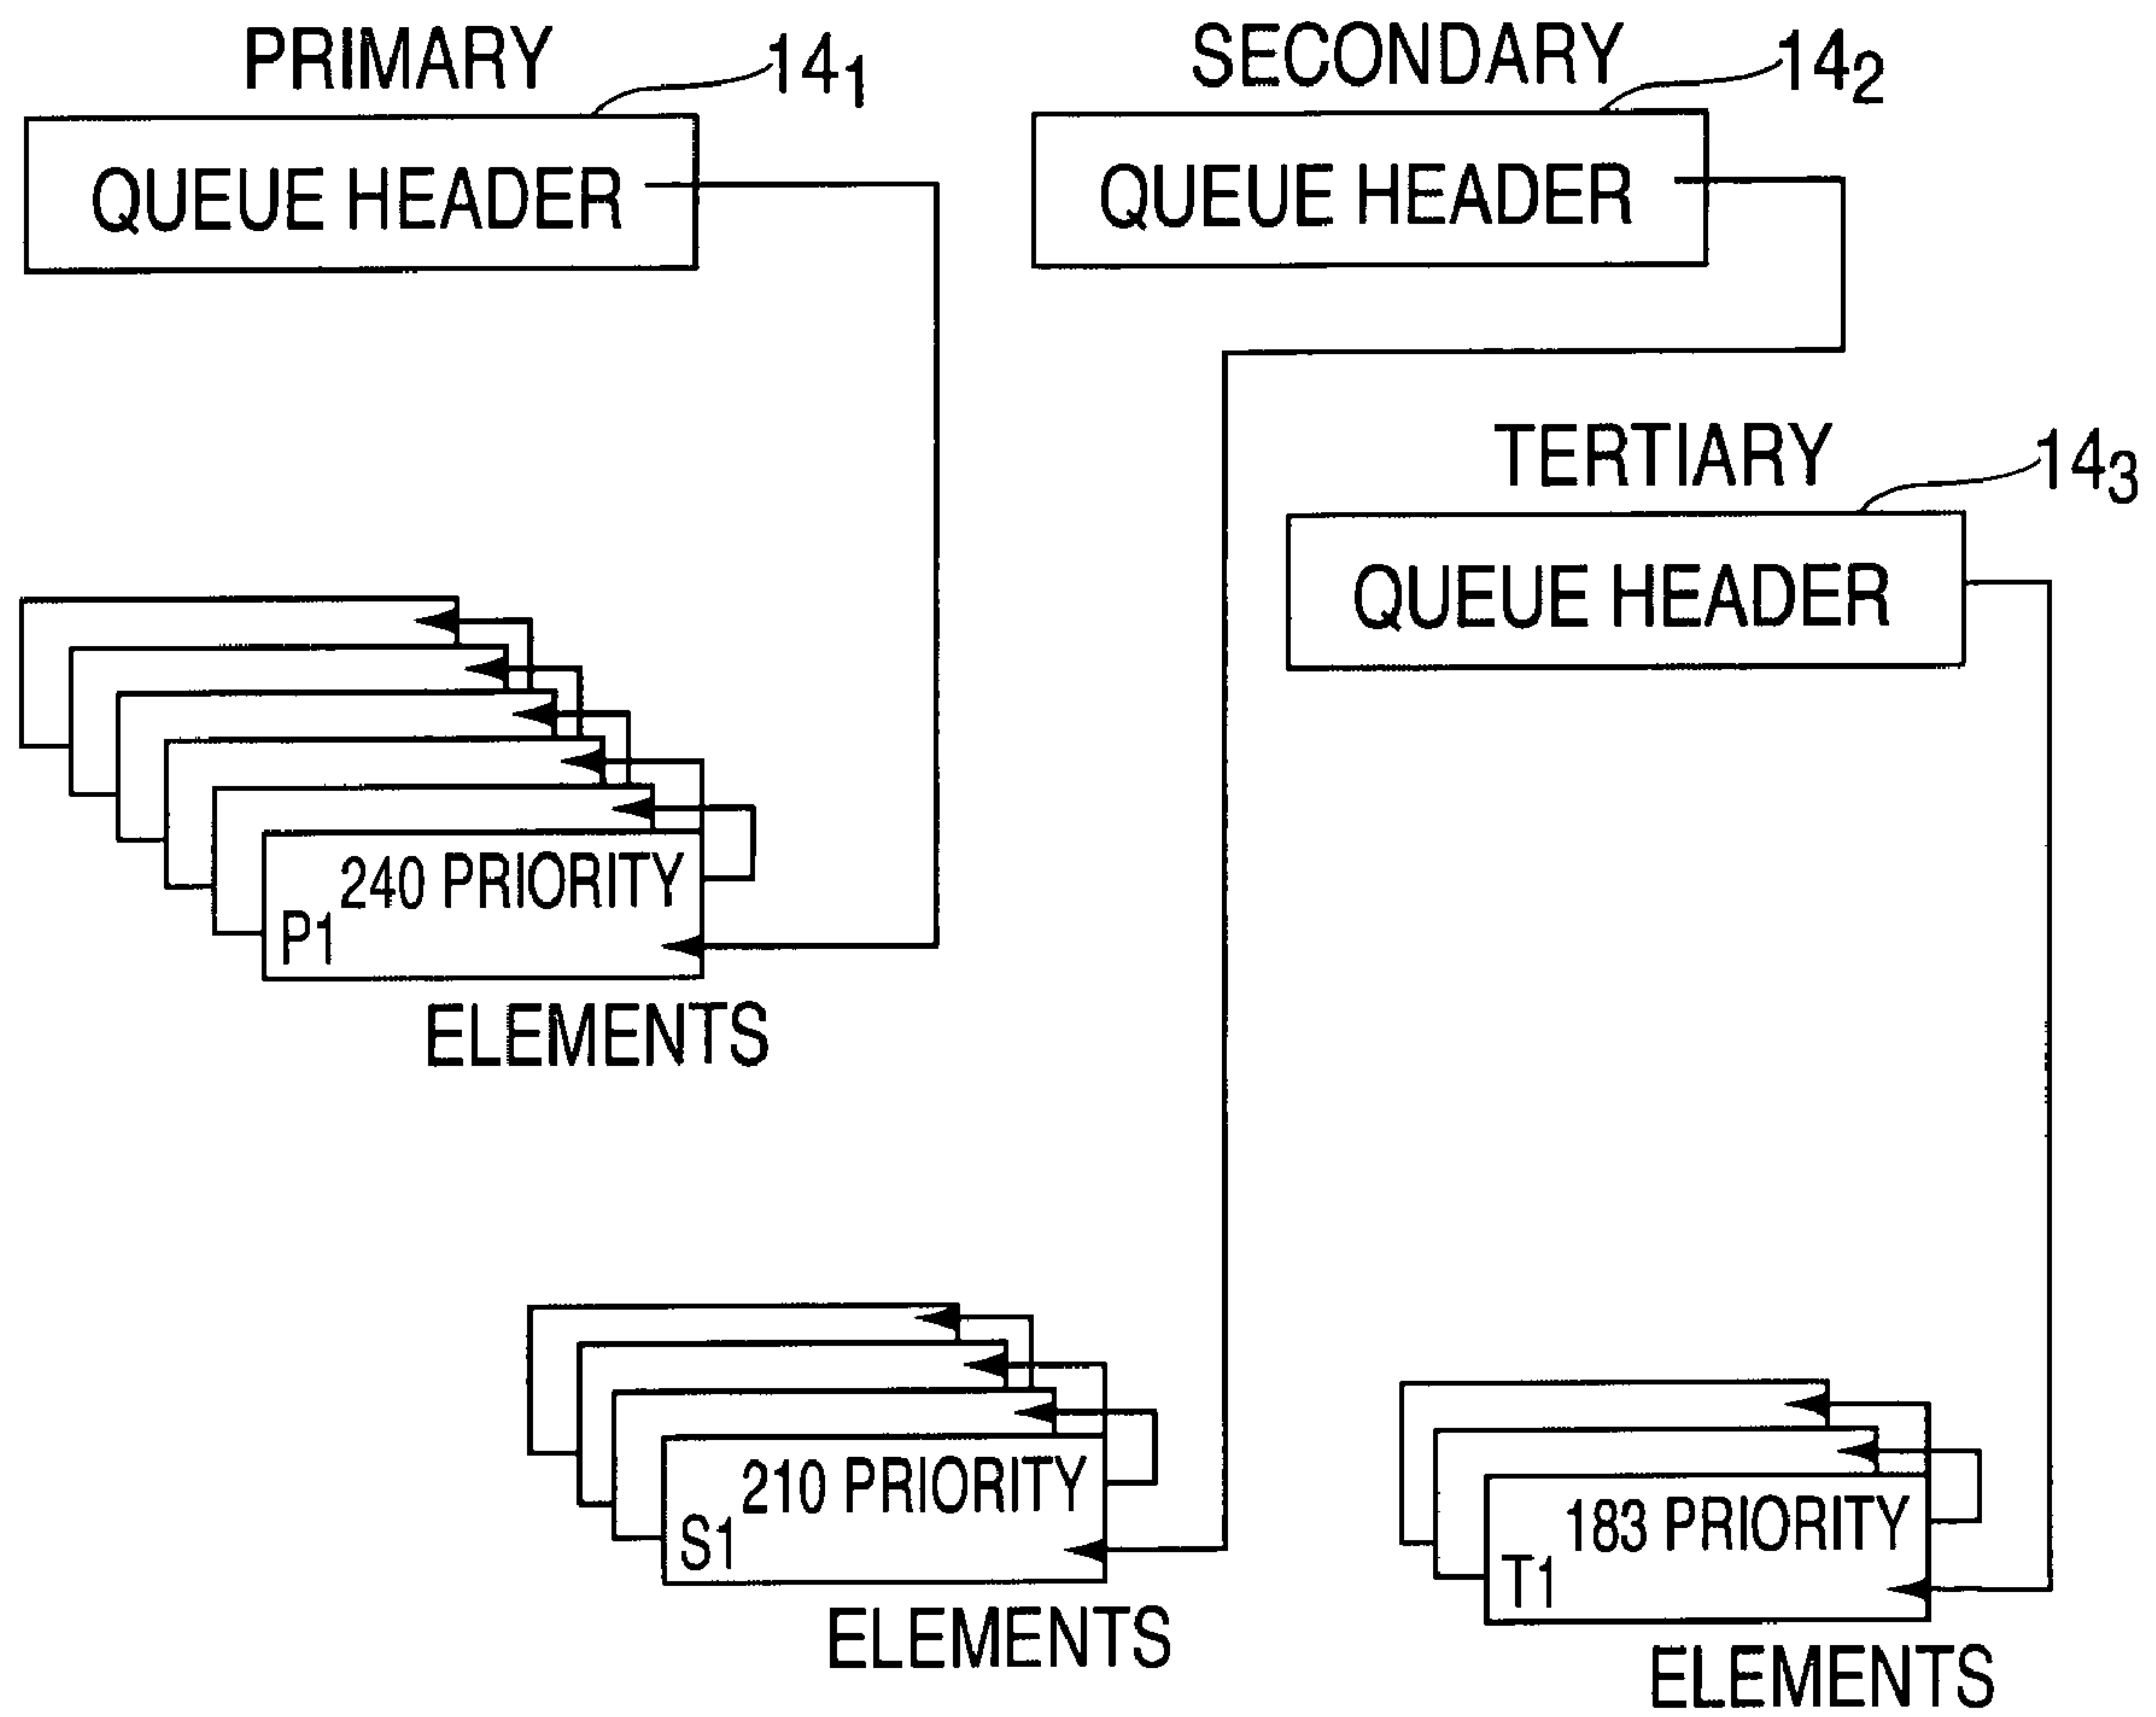 PRIMARY
14₁
QUEUE HEADER
SECONDARY
14₂
QUEUE HEADER
TERTIARY
14₃
QUEUE HEADER
240 PRIORITY
P1
ELEMENTS
210 PRIORITY
S1
ELEMENTS
183 PRIORITY
T1
ELEMENTS